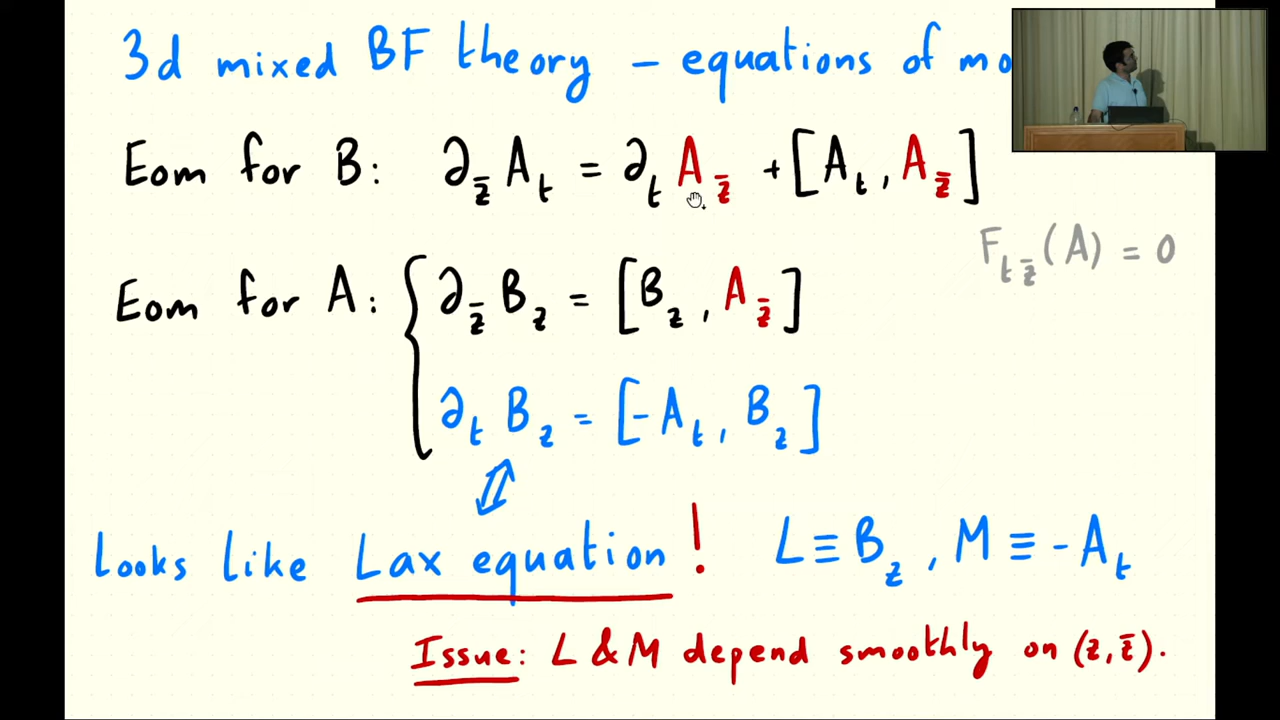 3d mixed BF theory – equations of mo
Eom for B: ∂_z̄ A_t = ∂_t A_z̄ + [A_t, A_z̄]
F_tz̄(A) = 0
Eom for A: { ∂_z̄ B_z = [B_z, A_z̄]
∂_t B_z = [-A_t, B_z]
⇕
Looks like Lax equation! L ≡ B_z, M ≡ -A_t
Issue: L & M depend smoothly on (z, z̄).